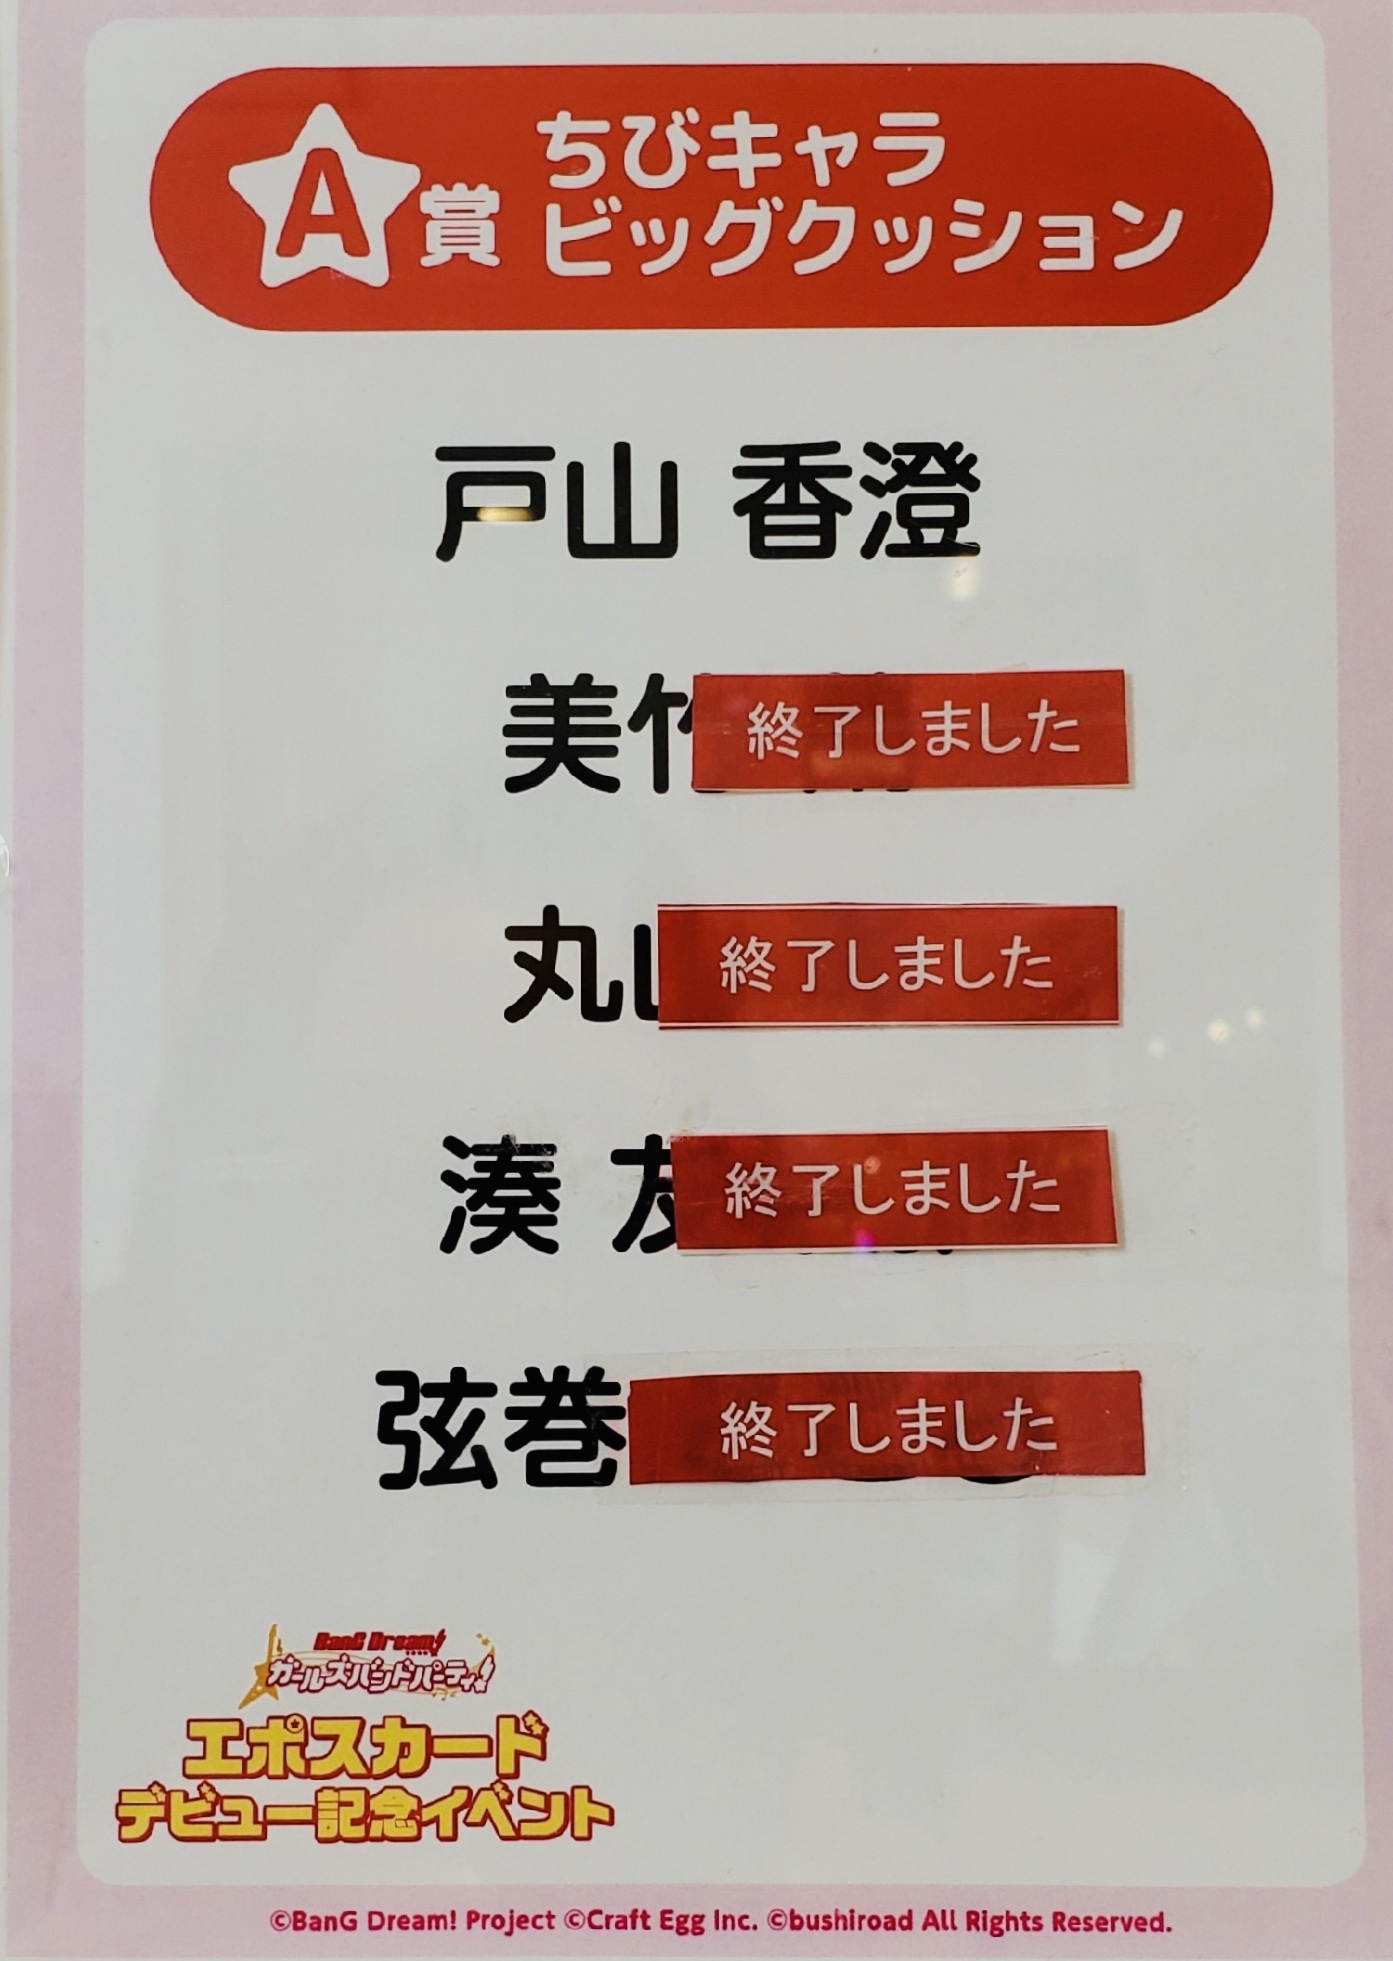 A賞 ちびキャラ
ビッグクッション
戸山 香澄
美竹 終了しました
丸山 終了しました
湊 友 終了しました
弦巻 終了しました
BanG Dream!
ガールズバンドパーティ!
エポスカード
デビュー記念イベント
©BanG Dream! Project ©Craft Egg Inc. ©bushiroad All Rights Reserved.